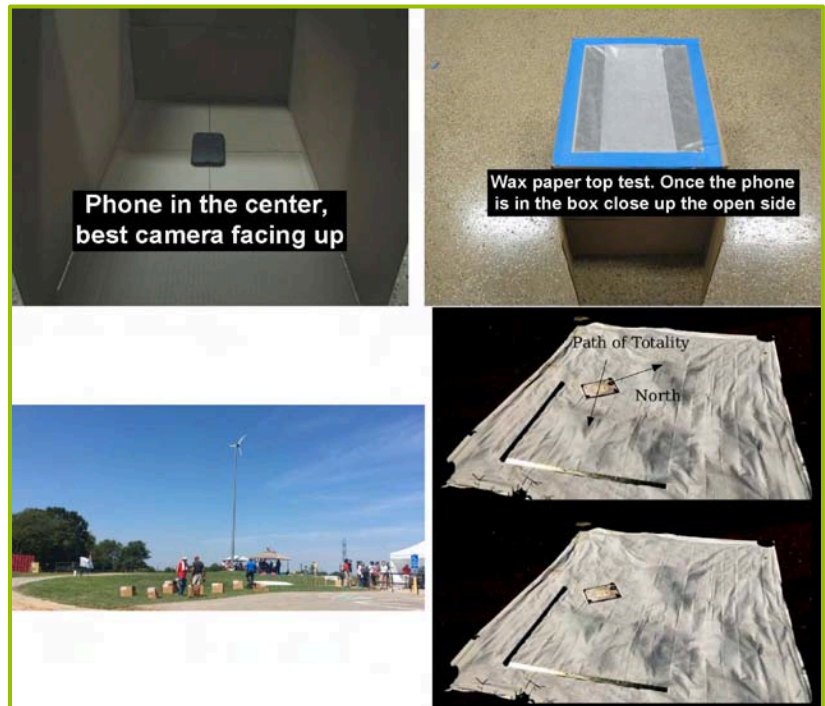 Phone in the center,
best camera facing up
Wax paper top test. Once the phone
is in the box close up the open side
Path of Totality
North